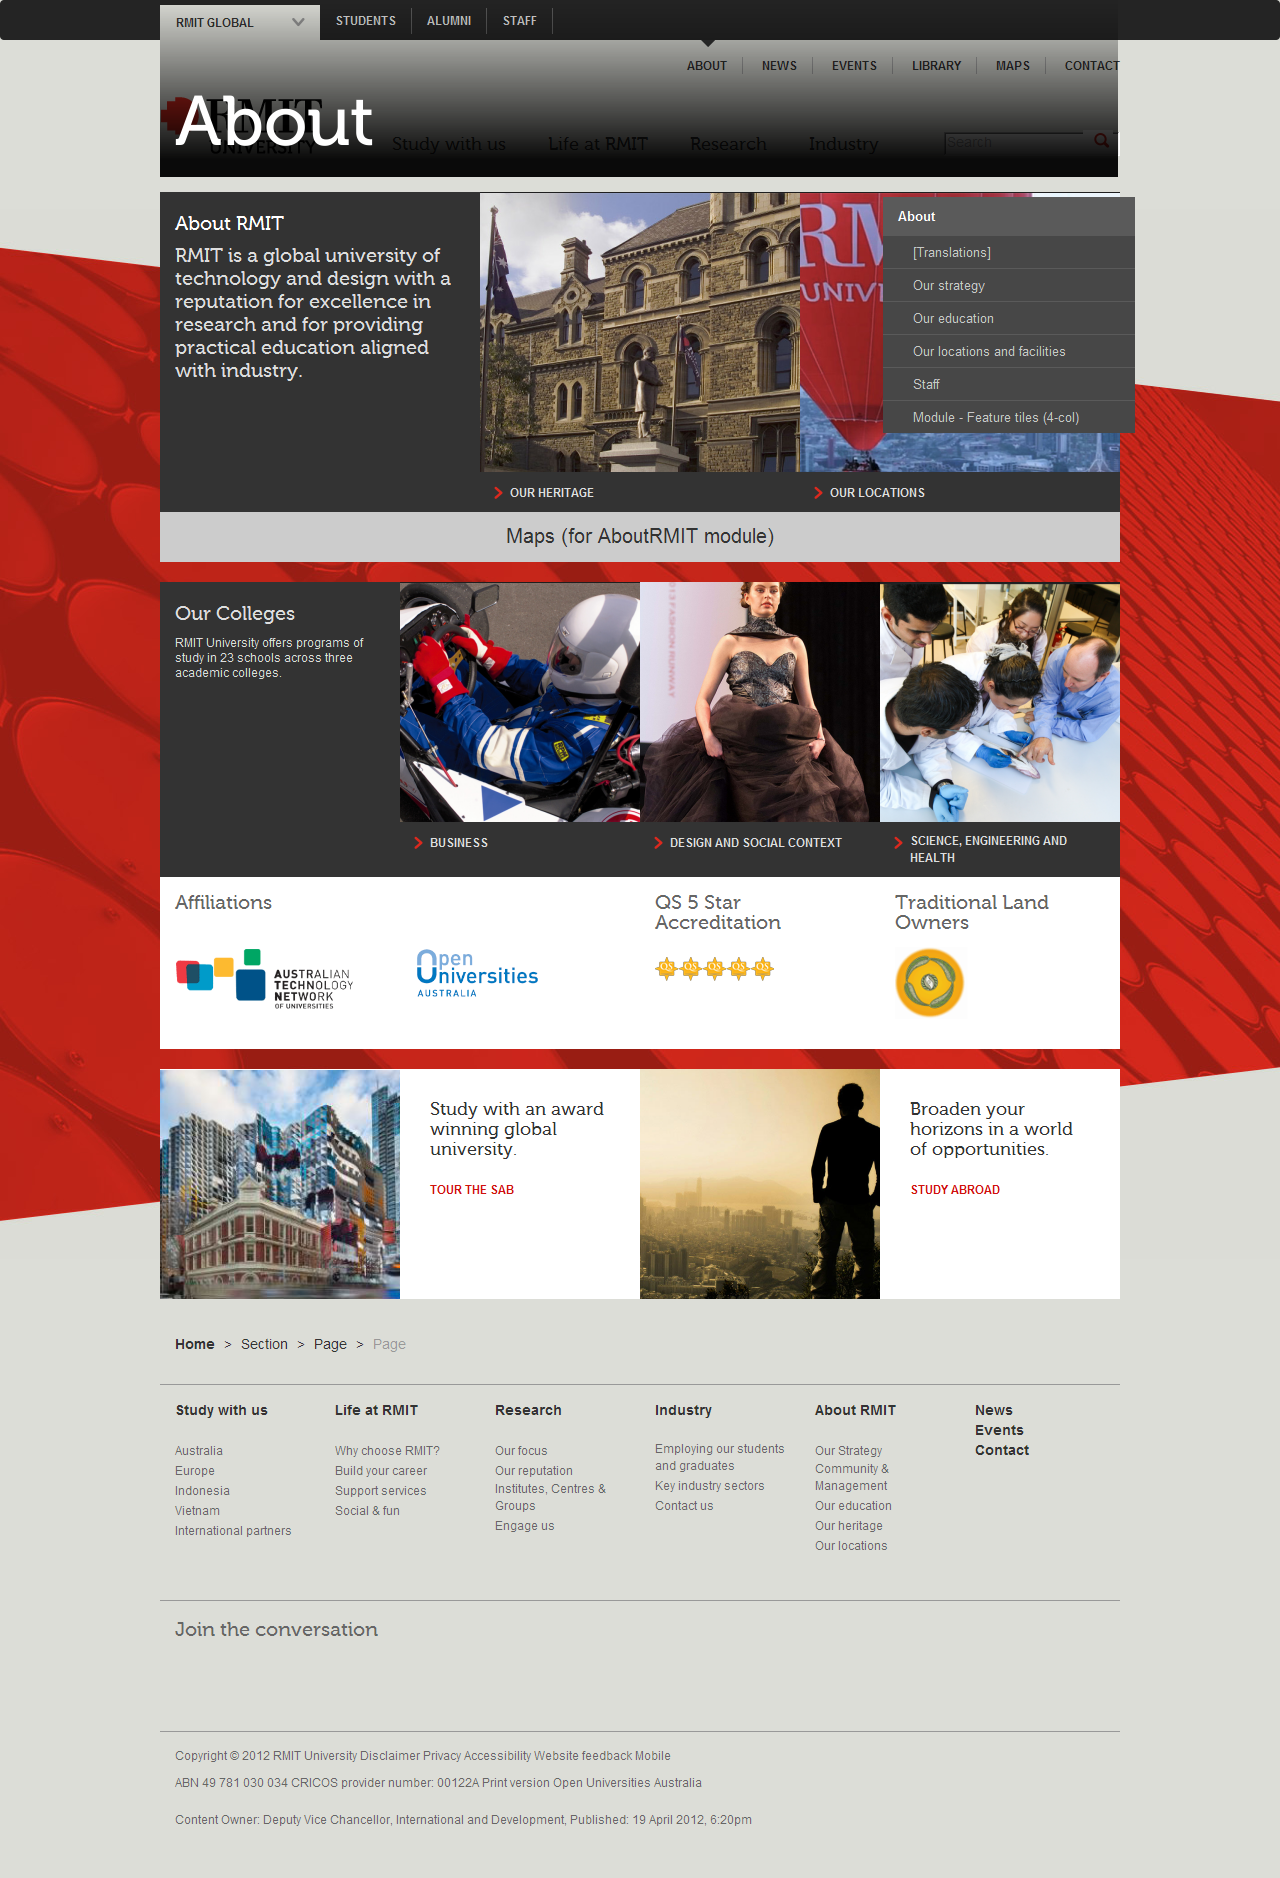 RMIT GLOBAL
STUDENTS
ALUMNI
STAFF
ABOUT
NEWS
EVENTS
LIBRARY
MAPS
CONTACT
RMIT
UNIVERSITY
About
Study with us
Life at RMIT
Research
Industry
Search
About RMIT
RMIT is a global university of
technology and design with a
reputation for excellence in
research and for providing
practical education aligned
with industry.
OUR HERITAGE
OUR LOCATIONS
About
[Translations]
Our strategy
Our education
Our locations and facilities
Staff
Module - Feature tiles (4-col)
Maps (for AboutRMIT module)
Our Colleges
RMIT University offers programs of
study in 23 schools across three
academic colleges.
BUSINESS
DESIGN AND SOCIAL CONTEXT
SCIENCE, ENGINEERING AND
HEALTH
Affiliations
AUSTRALIAN
TECHNOLOGY
NETWORK
OF UNIVERSITIES
Open
Universities
AUSTRALIA
QS 5 Star
Accreditation
QS QS QS QS QS
Traditional Land
Owners
Study with an award
winning global
university.
TOUR THE SAB
Broaden your
horizons in a world
of opportunities.
STUDY ABROAD
Home > Section > Page > Page
Study with us
Australia
Europe
Indonesia
Vietnam
International partners
Life at RMIT
Why choose RMIT?
Build your career
Support services
Social & fun
Research
Our focus
Our reputation
Institutes, Centres &
Groups
Engage us
Industry
Employing our students
and graduates
Key industry sectors
Contact us
About RMIT
Our Strategy
Community &
Management
Our education
Our heritage
Our locations
News
Events
Contact
Join the conversation
Copyright © 2012 RMIT University Disclaimer Privacy Accessibility Website feedback Mobile
ABN 49 781 030 034 CRICOS provider number: 00122A Print version Open Universities Australia
Content Owner: Deputy Vice Chancellor, International and Development, Published: 19 April 2012, 6:20pm